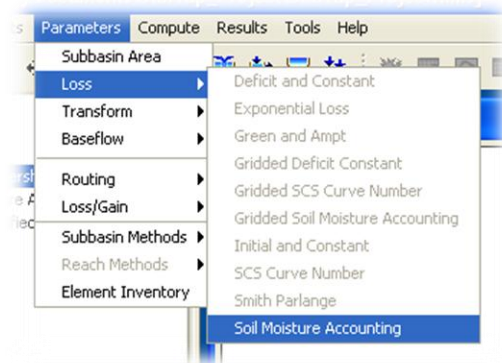 Parameters Compute Results Tools Help
Subbasin Area
Loss
Transform
Baseflow
Routing
Loss/Gain
Subbasin Methods
Reach Methods
Element Inventory
Deficit and Constant
Exponential Loss
Green and Ampt
Gridded Deficit Constant
Gridded SCS Curve Number
Gridded Soil Moisture Accounting
Initial and Constant
SCS Curve Number
Smith Parlange
Soil Moisture Accounting